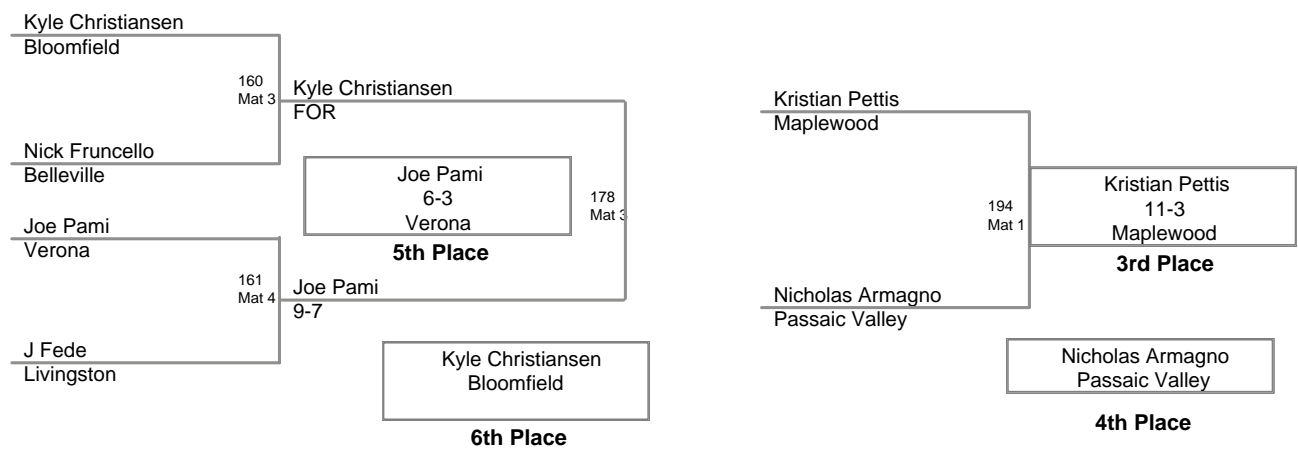 Kyle Christiansen
Bloomfield
160
Mat 3
Kyle Christiansen
FOR
Nick Fruncello
Belleville
Joe Pami
6-3
Verona
5th Place
178
Mat 3
Joe Pami
Verona
161
Mat 4
Joe Pami
9-7
J Fede
Livingston
Kyle Christiansen
Bloomfield
6th Place
Kristian Pettis
Maplewood
194
Mat 1
Kristian Pettis
11-3
Maplewood
3rd Place
Nicholas Armagno
Passaic Valley
Nicholas Armagno
Passaic Valley
4th Place